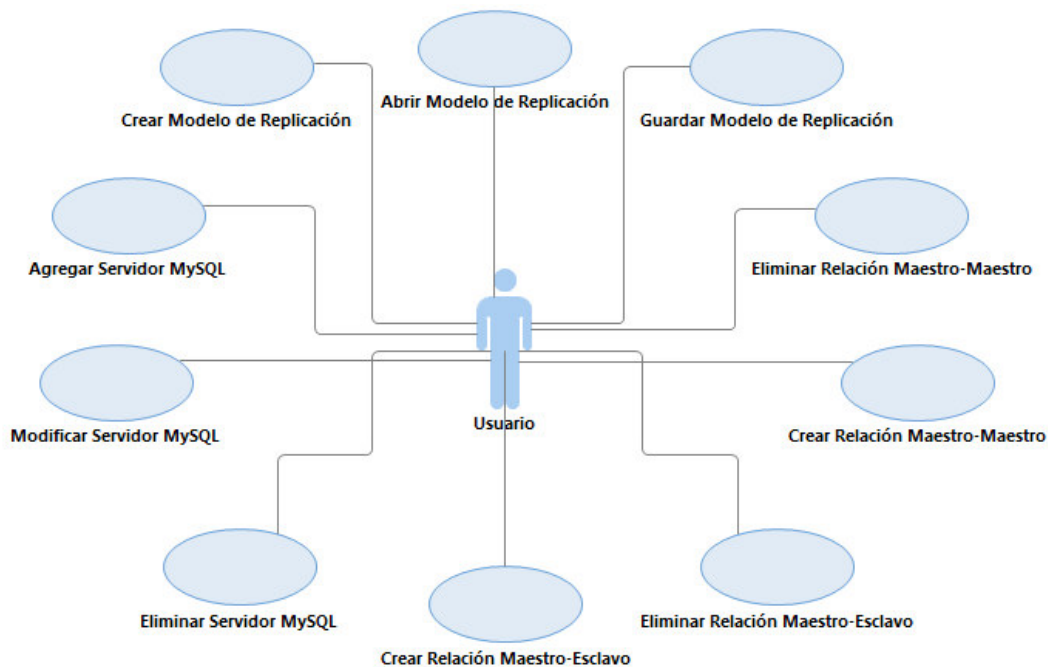 Abrir Modelo de Replicación
Crear Modelo de Replicación
Guardar Modelo de Replicación
Agregar Servidor MySQL
Eliminar Relación Maestro-Maestro
Usuario
Modificar Servidor MySQL
Crear Relación Maestro-Maestro
Eliminar Servidor MySQL
Eliminar Relación Maestro-Esclavo
Crear Relación Maestro-Esclavo